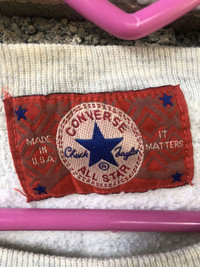 CONVERSE
MADE IN U.S.A.
Chuck Taylor
®
IT MATTERS.
ALL STAR